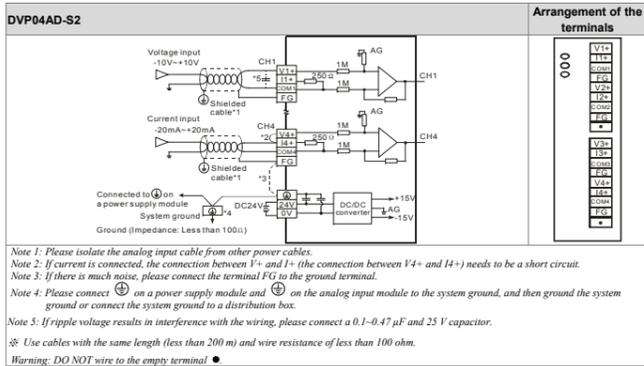 DVP04AD-S2
Arrangement of the
terminals
Voltage input
-10V~+10V
CH1
*5
V1+
I1+
COM1
FG
250Ω
1M
1M
AG
CH1
Shielded
cable*1
Current input
-20mA~+20mA
CH4
*2
V4+
I4+
COM4
FG
250Ω
1M
1M
AG
CH4
Shielded
cable*1
*3
Connected to ⏚ on
a power supply module
System ground
*4
Ground (Impedance: Less than 100Ω)
DC24V
24V
0V
DC/DC
converter
+15V
AG
-15V
V1+
I1+
COM1
FG
V2+
I2+
COM2
FG
●
V3+
I3+
COM3
FG
V4+
I4+
COM4
FG
●
Note 1: Please isolate the analog input cable from other power cables.
Note 2: If current is connected, the connection between V+ and I+ (the connection between V4+ and I4+) needs to be a short circuit.
Note 3: If there is much noise, please connect the terminal FG to the ground terminal.
Note 4: Please connect ⏚ on a power supply module and ⏚ on the analog input module to the system ground, and then ground the system
ground or connect the system ground to a distribution box.
Note 5: If ripple voltage results in interference with the wiring, please connect a 0.1~0.47 μF and 25 V capacitor.
※ Use cables with the same length (less than 200 m) and wire resistance of less than 100 ohm.
Warning: DO NOT wire to the empty terminal ●.